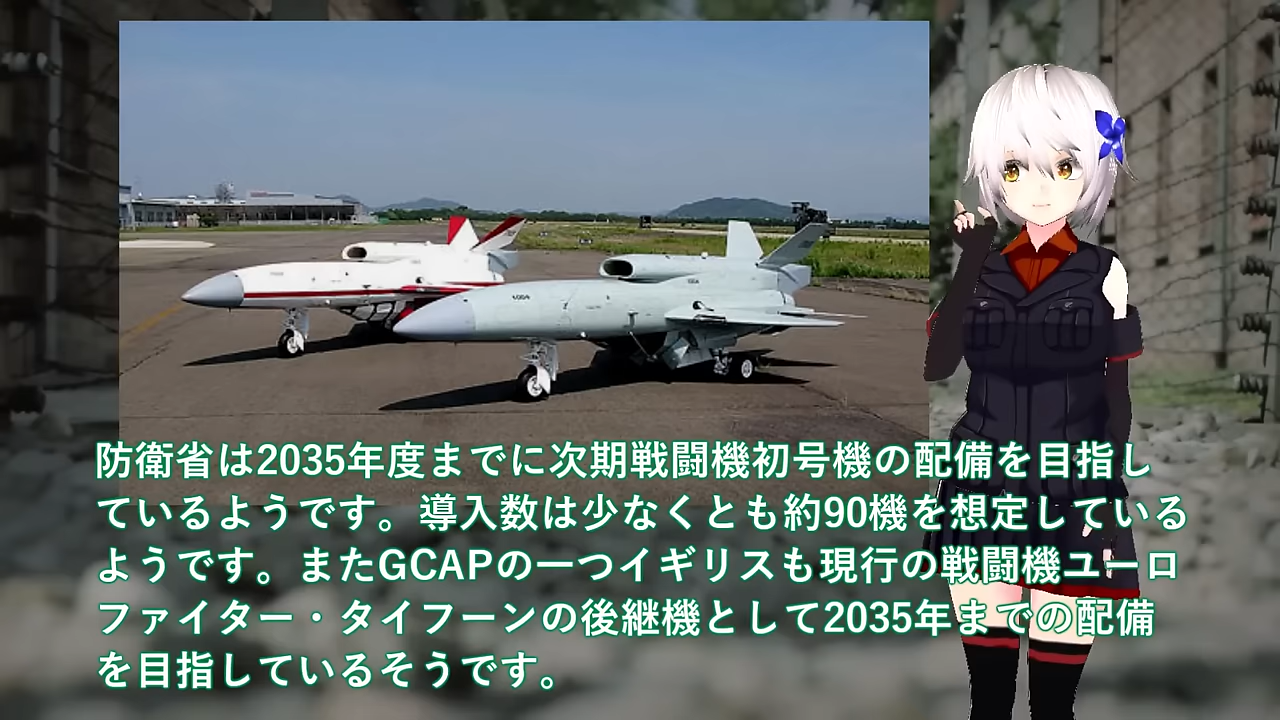 防衛省は2035年度までに次期戦闘機初号機の配備を目指し
ているようです。導入数は少なくとも約90機を想定している
ようです。またGCAPの一つイギリスも現行の戦闘機ユーロ
ファイター・タイフーンの後継機として2035年までの配備
を目指しているそうです。